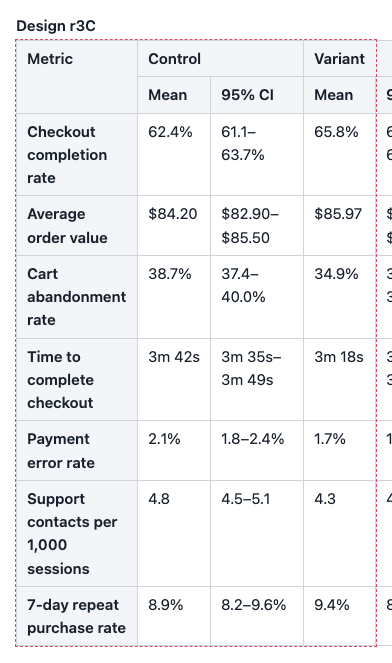 Design r3C
Metric Control Variant
Mean 95% CI Mean
Checkout 62.4% 61.1– 65.8%
completion 63.7%
rate
Average $84.20 $82.90– $85.97
order value $85.50
Cart 38.7% 37.4– 34.9%
abandonment 40.0%
rate
Time to 3m 42s 3m 35s– 3m 18s
complete 3m 49s
checkout
Payment 2.1% 1.8–2.4% 1.7%
error rate
Support 4.8 4.5–5.1 4.3
contacts per
1,000
sessions
7-day repeat 8.9% 8.2–9.6% 9.4%
purchase rate